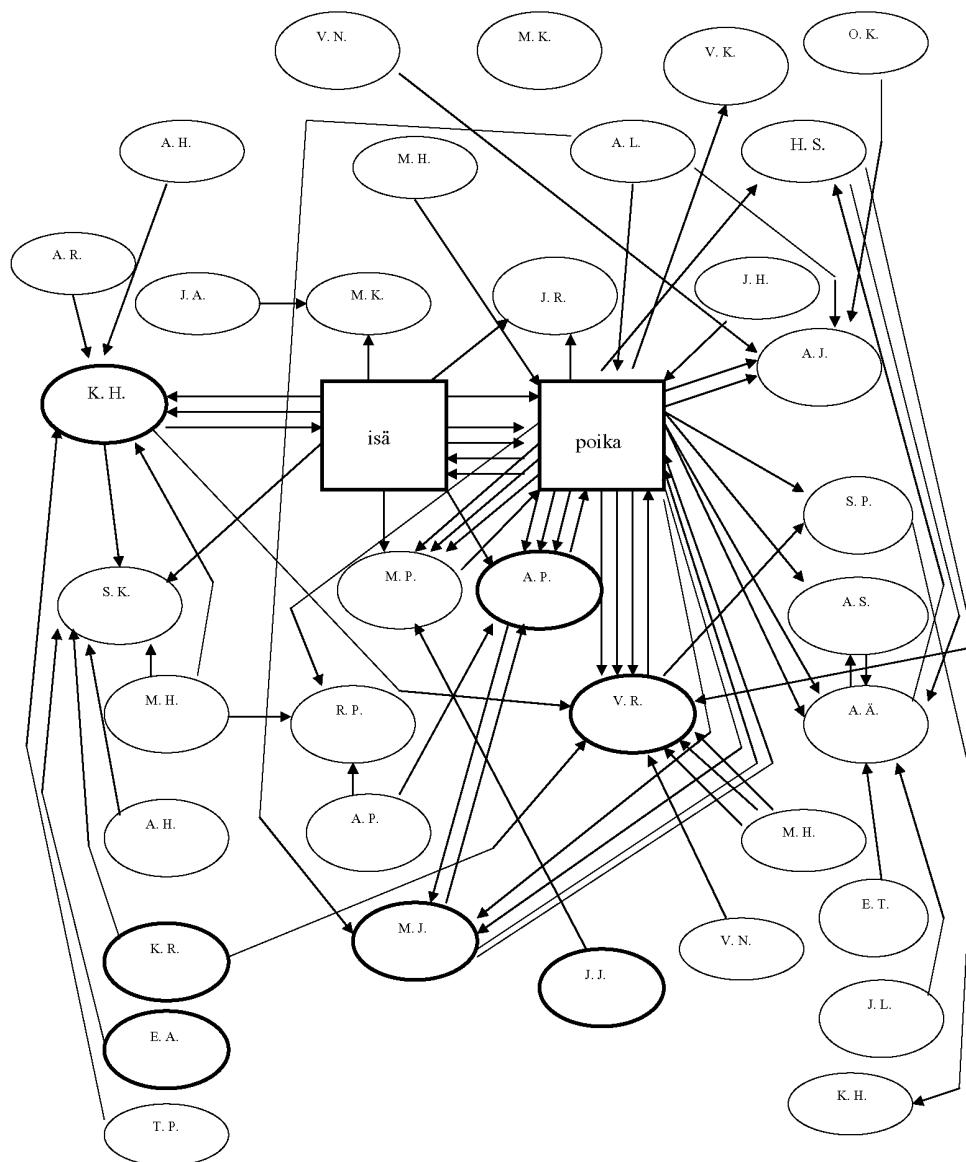 V. N.
M. K.
V. K.
O. K.
A. H.
M. H.
A. L.
H. S.
A. R.
J. A.
M. K.
J. R.
J. H.
A. J.
K. H.
isä
poika
S. P.
S. K.
M. P.
A. P.
A. S.
M. H.
R. P.
V. R.
A. Ä.
A. H.
A. P.
M. H.
E. T.
K. R.
M. J.
J. J.
V. N.
J. L.
E. A.
K. H.
T. P.